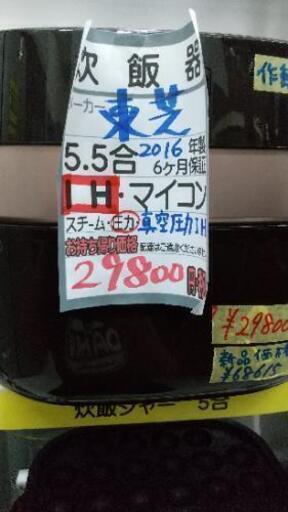 炊飯器
メーカー 東芝
5.5合 2016年製
6ヶ月保証
IH・マイコン
スチーム・圧力・真空圧力IH
お持ち帰り価格
29800円
¥29800
新品価格
¥68615
炊飯ジャー 5合